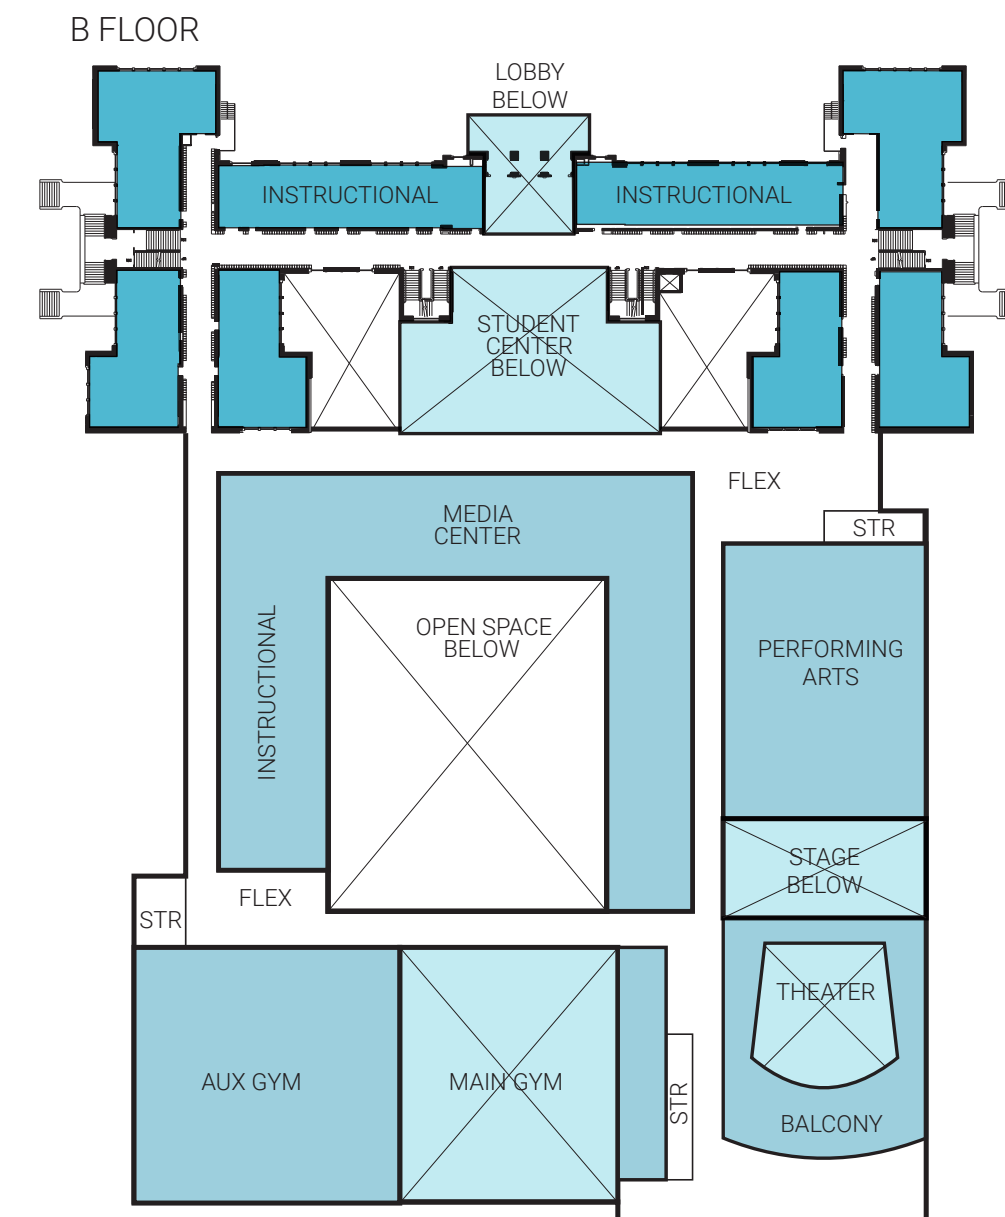 B FLOOR
LOBBY
BELOW
INSTRUCTIONAL
INSTRUCTIONAL
STUDENT
CENTER
BELOW
FLEX
MEDIA
CENTER
STR
OPEN SPACE
BELOW
INSTRUCTIONAL
PERFORMING
ARTS
STAGE
BELOW
FLEX
STR
THEATER
AUX GYM
MAIN GYM
STR
BALCONY